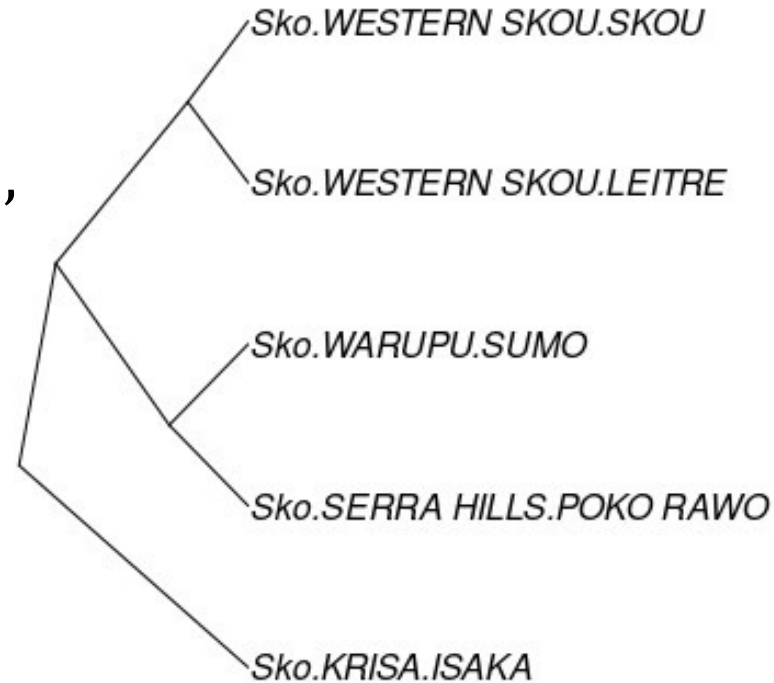 Sko.WESTERN SKOU.SKOU
,
Sko.WESTERN SKOU.LEITRE
Sko.WARUPU.SUMO
Sko.SERRA HILLS.POKO RAWO
Sko.KRISA.ISAKA